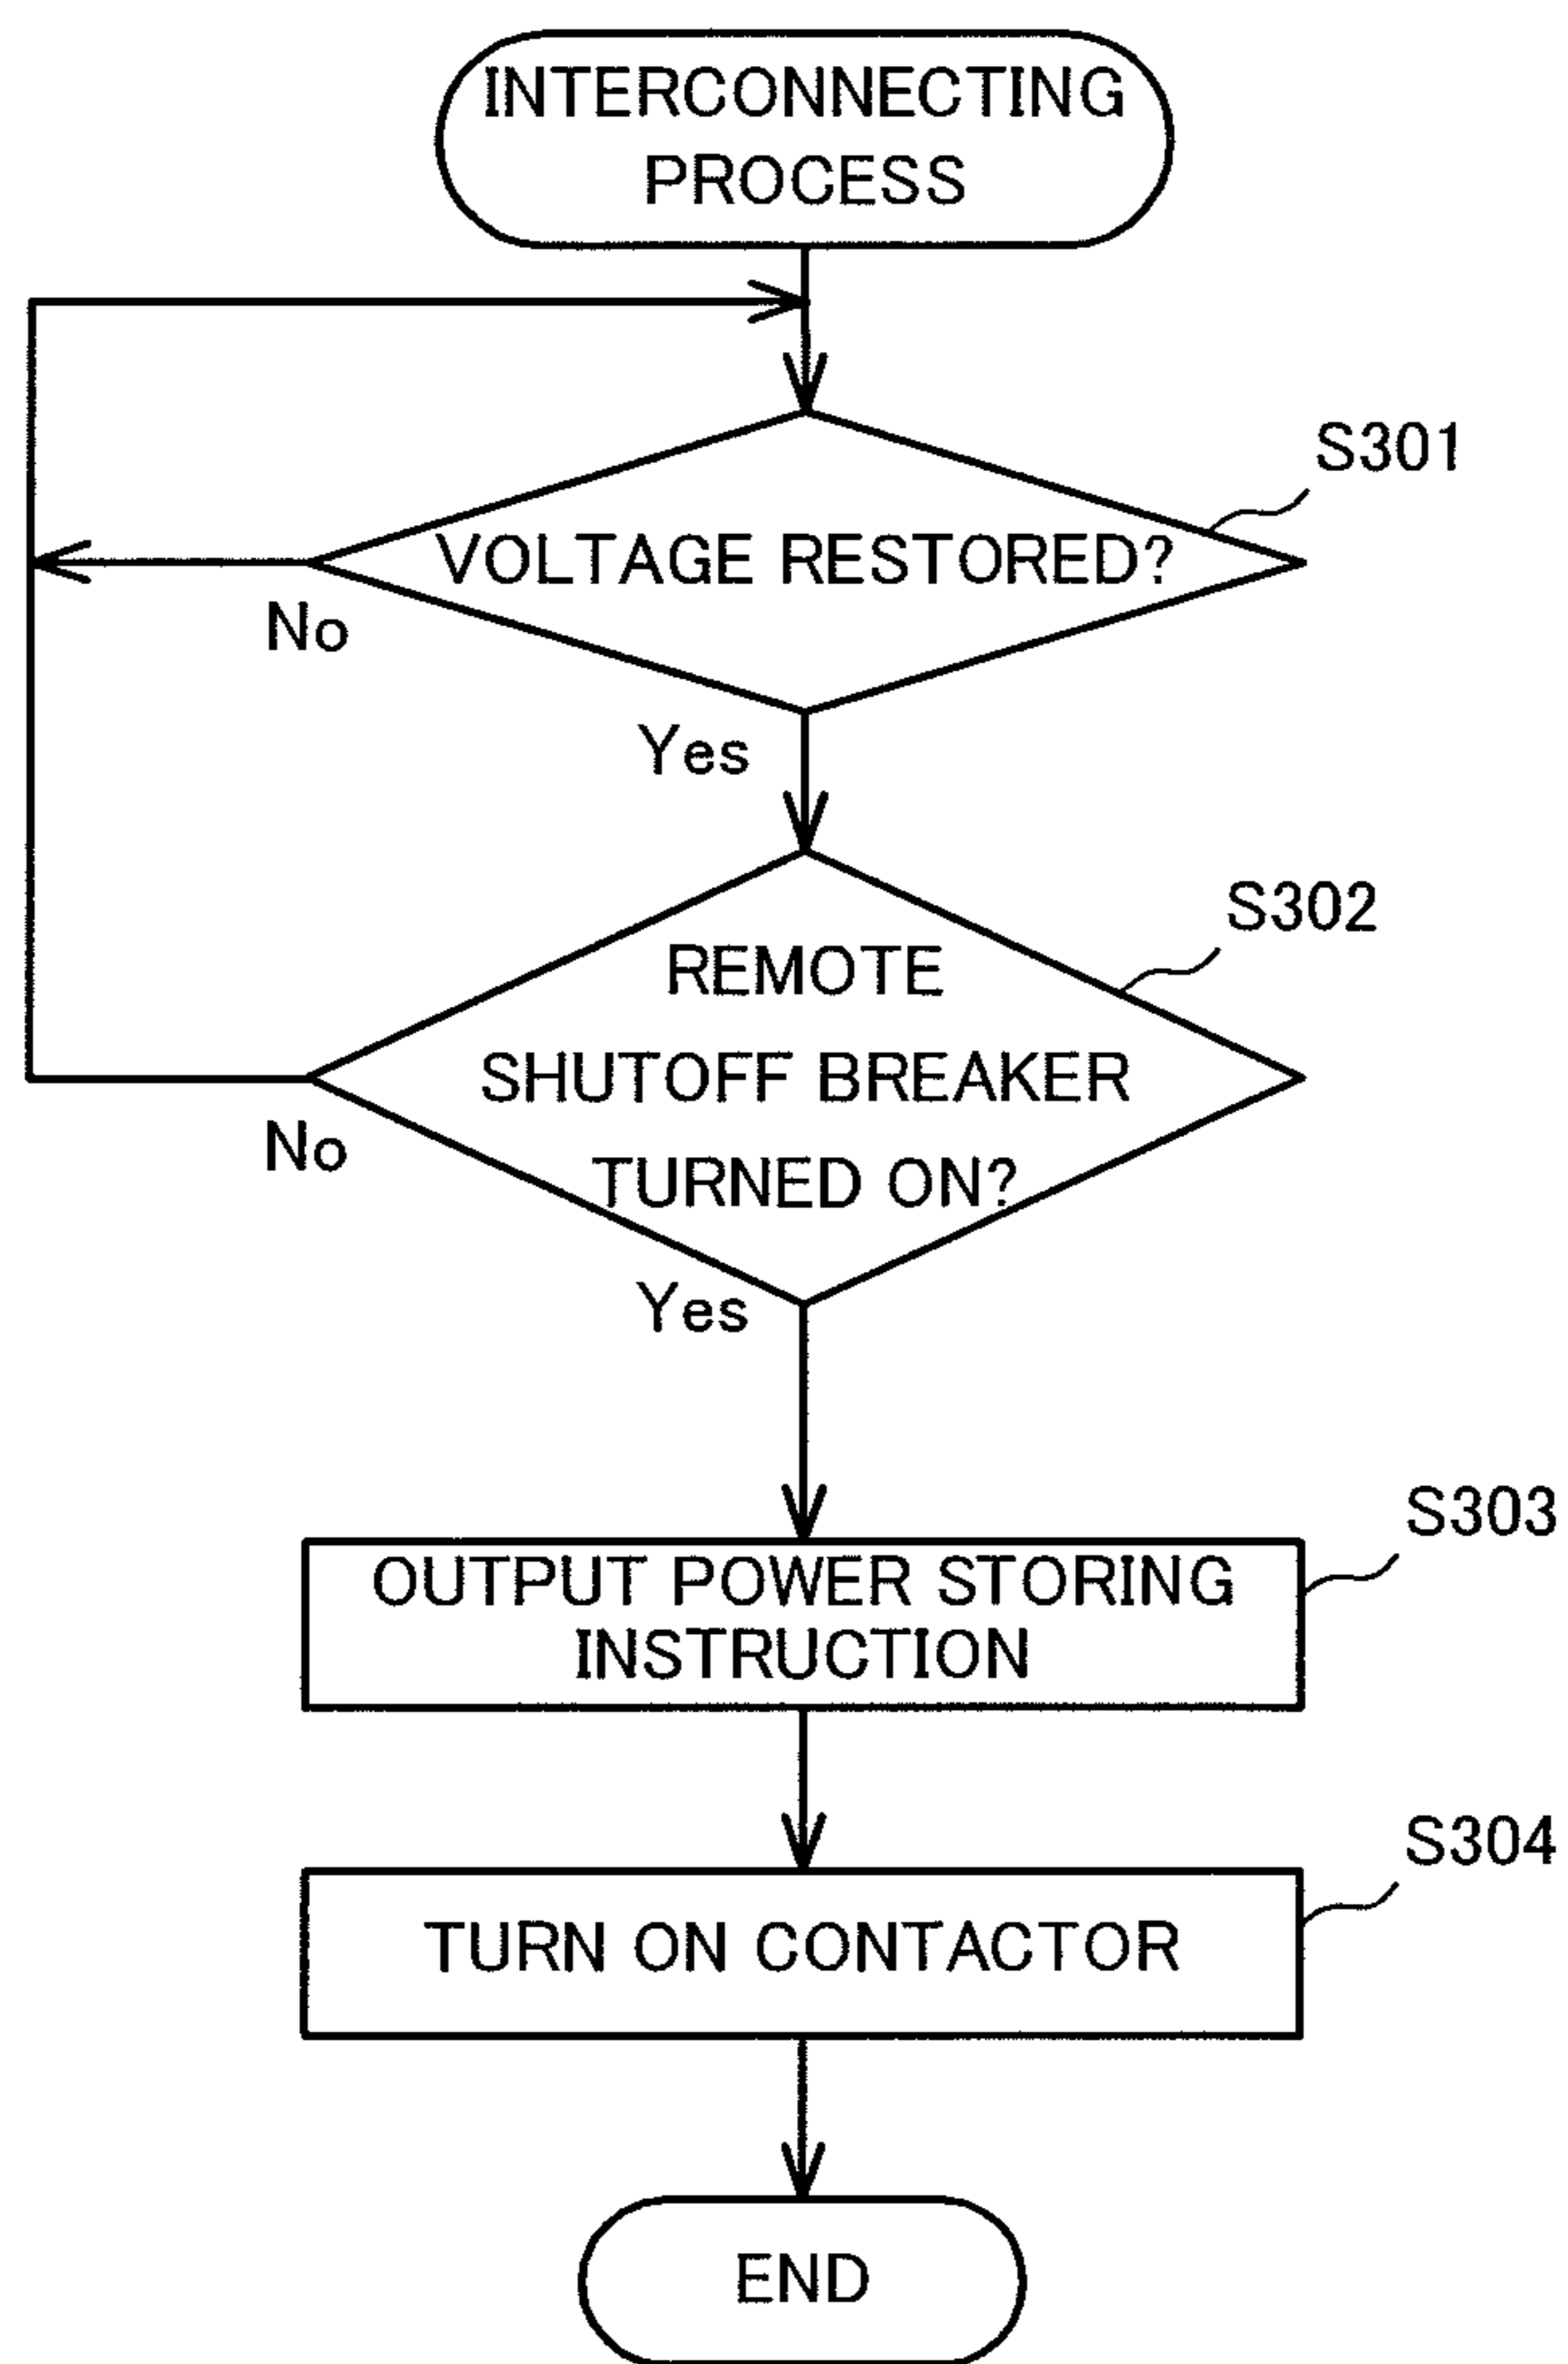 INTERCONNECTING
PROCESS
S301
VOLTAGE RESTORED?
No
Yes
S302
REMOTE
SHUTOFF BREAKER
TURNED ON?
No
Yes
S303
OUTPUT POWER STORING
INSTRUCTION
S304
TURN ON CONTACTOR
END